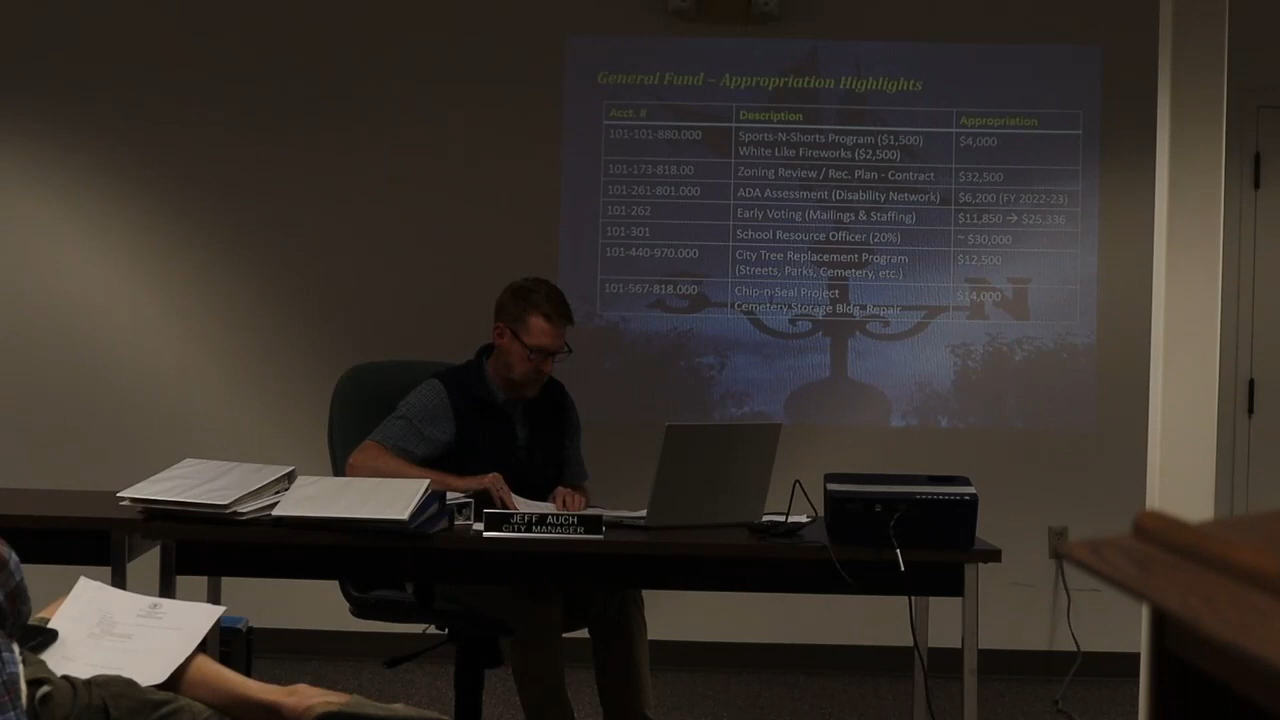 General Fund – Appropriation Highlights
Acct. # Description Appropriation
101-101-880.000 Sports-N-Shorts Program ($1,500) $4,000
White Like Fireworks ($2,500)
101-173-818.00 Zoning Review / Rec. Plan - Contract $32,500
101-261-801.000 ADA Assessment (Disability Network) $6,200 (FY 2022-23)
101-262 Early Voting (Mailings & Staffing) $11,850 → $25,336
101-301 School Resource Officer (20%) ~ $30,000
101-440-970.000 City Tree Replacement Program $12,500
(Streets, Parks, Cemetery, etc.)
101-567-818.000 Chip-n-Seal Project $14,000
Cemetery Storage Bldg. Repair
N
JEFF AUCH
CITY MANAGER